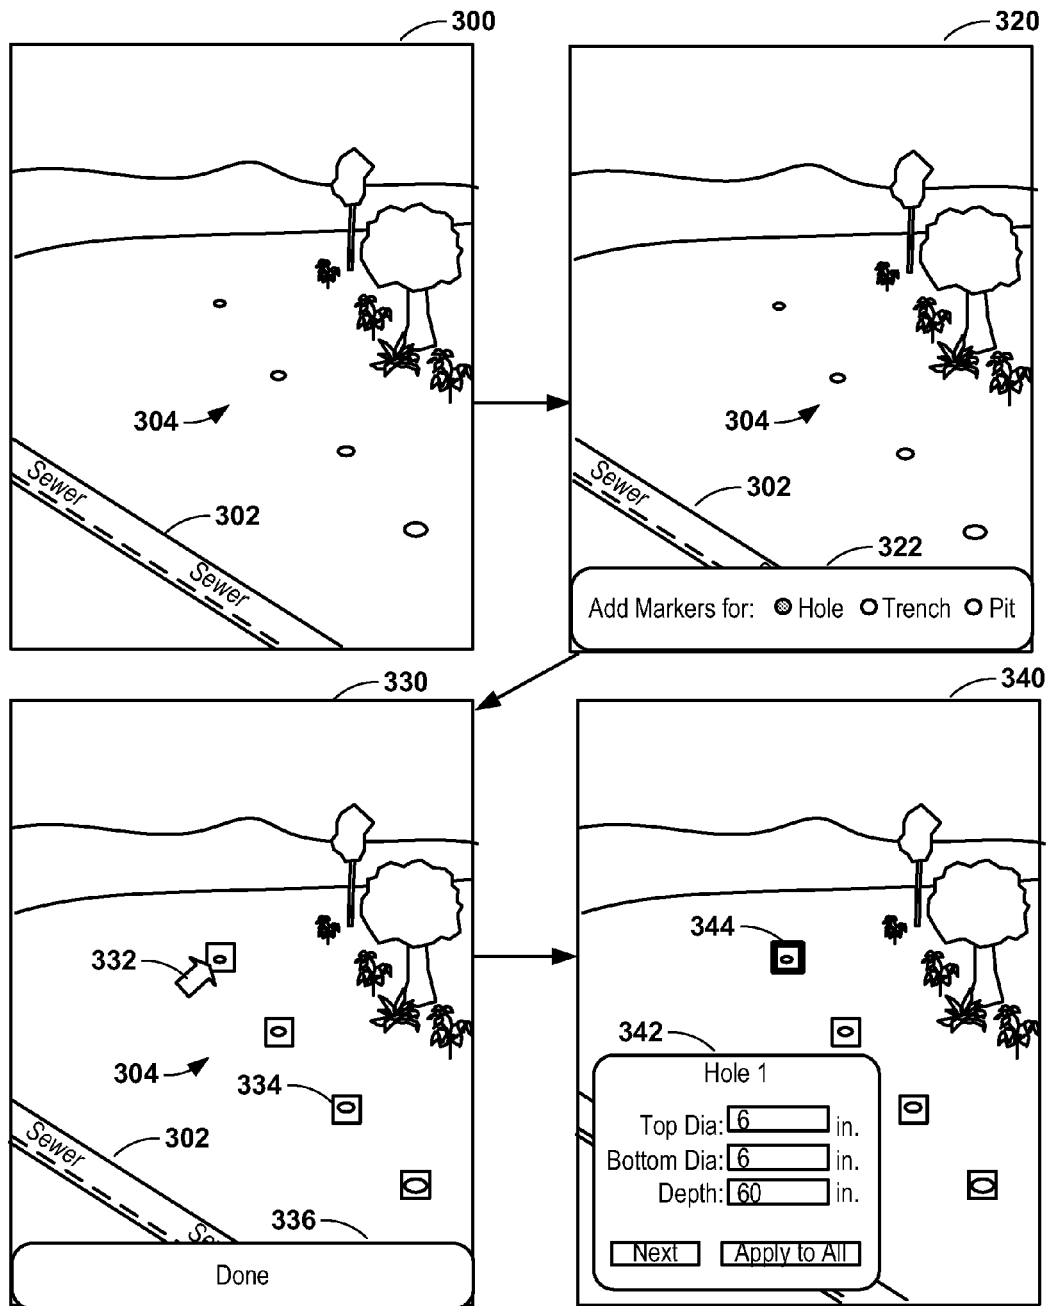 300
320
304
304
Sewer
302
Sewer
Sewer
302
322
Add Markers for: Hole Trench Pit
330
340
332
344
304
334
342
Hole 1
Sewer
302
Top Dia: 6 in.
Bottom Dia: 6 in.
Depth: 60 in.
336
Se
Done
Next Apply to All